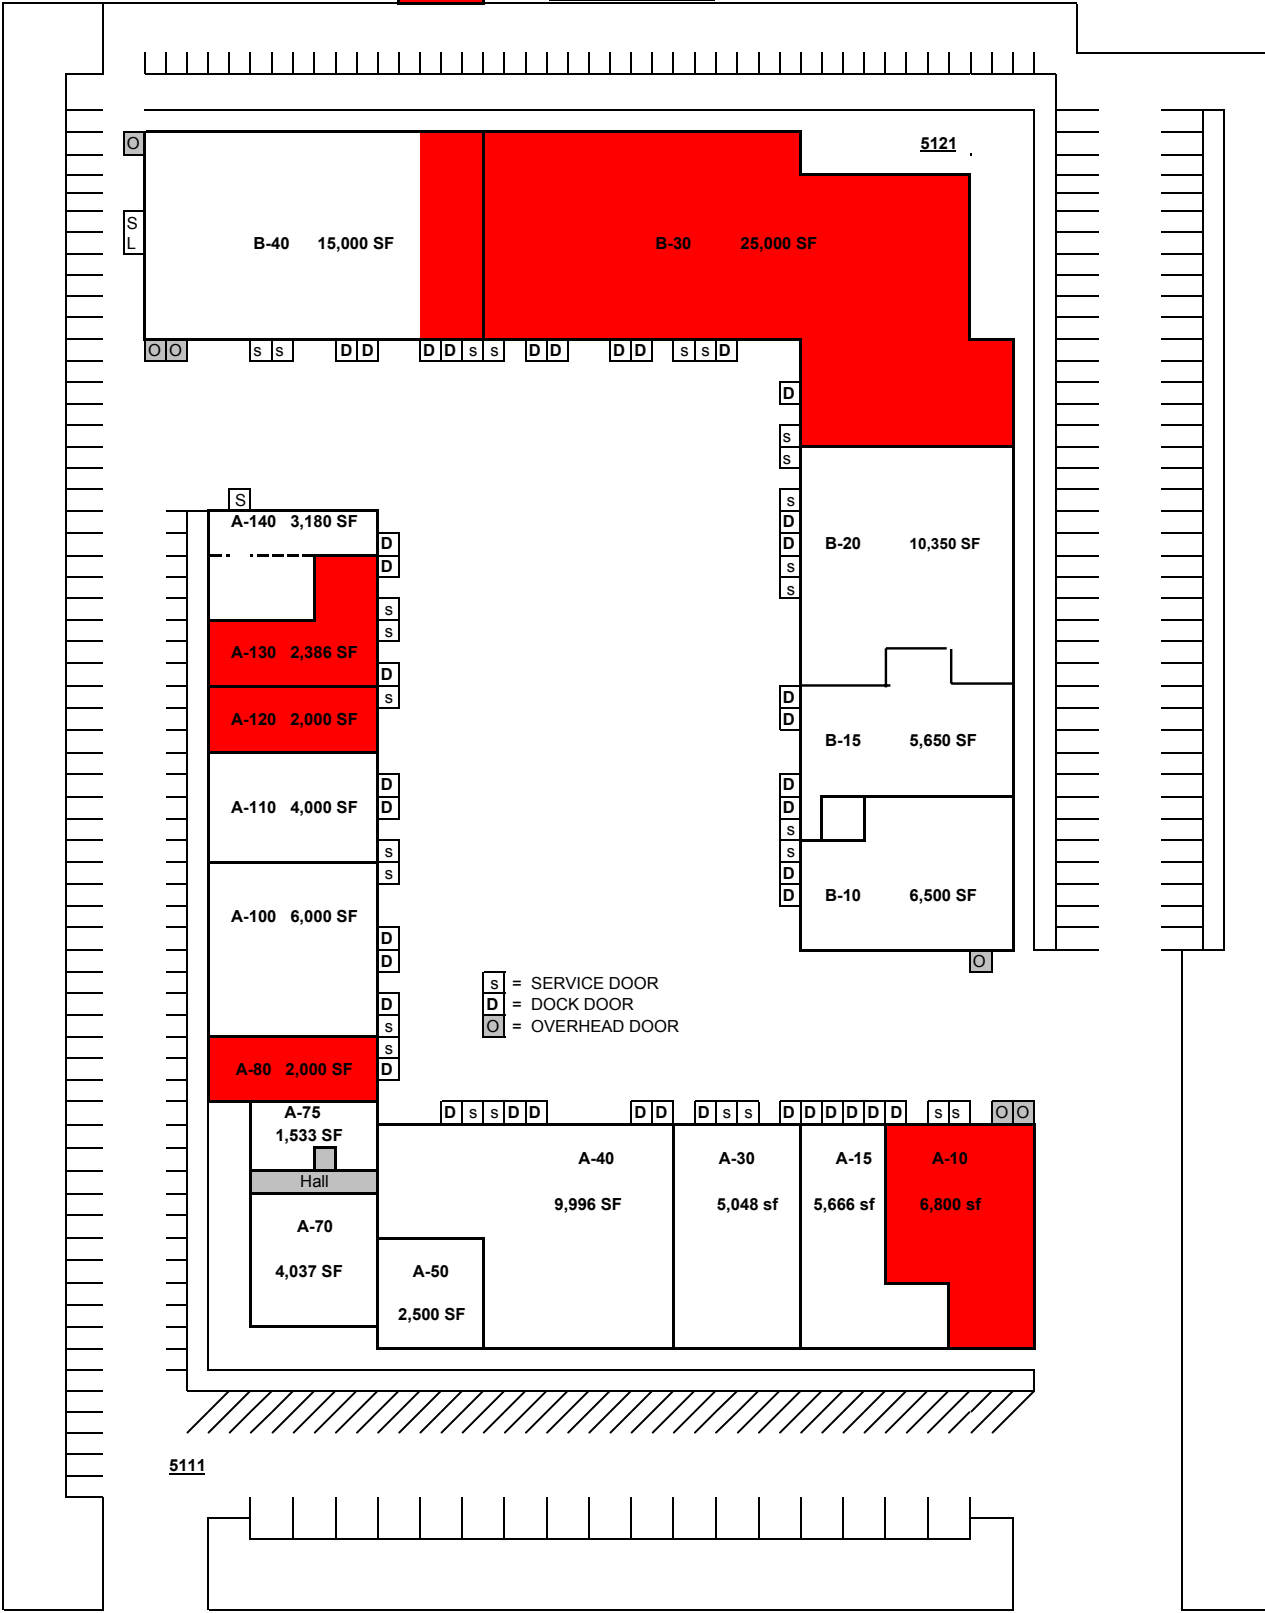 5121
O
S
L
B-40 15,000 SF
B-30 25,000 SF
O O s s D D D D s s D D D D s s D
D
s
s
S
A-140 3,180 SF
D
D
s
s
A-130 2,386 SF
D
s
A-120 2,000 SF
D
D
A-110 4,000 SF
s
s
A-100 6,000 SF
D
D
D
s
s
D
A-80 2,000 SF
s
D
D
s
s
B-20 10,350 SF
D
D
B-15 5,650 SF
D
D
s
s
D
D
B-10 6,500 SF
O
s = SERVICE DOOR
D = DOCK DOOR
O = OVERHEAD DOOR
A-75
1,533 SF
Hall
A-70
4,037 SF
D s s D D D D D s s D D D D D D s s O O
A-40
9,996 SF
A-30
5,048 sf
A-15
5,666 sf
A-10
6,800 sf
A-50
2,500 SF
5111